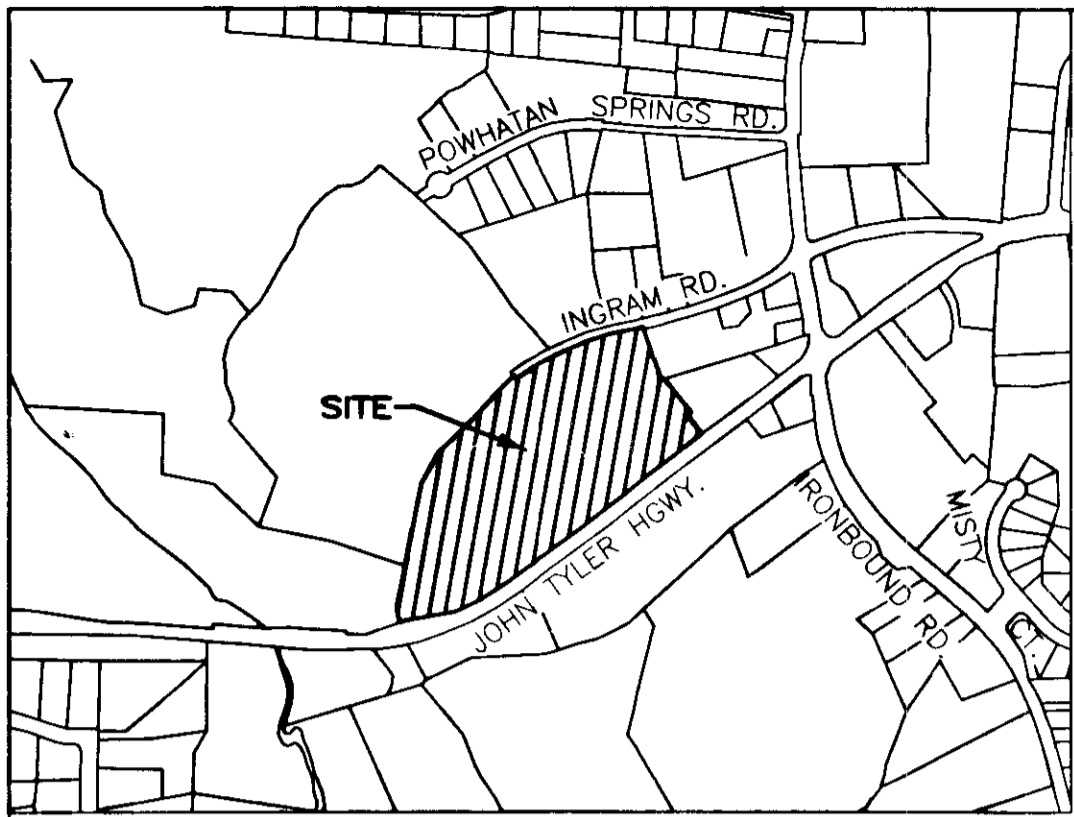 POWHATAN SPRINGS RD.
INGRAM RD.
SITE
JOHN TYLER HGWY.
IRONBOUND RD.
MISTY CT.